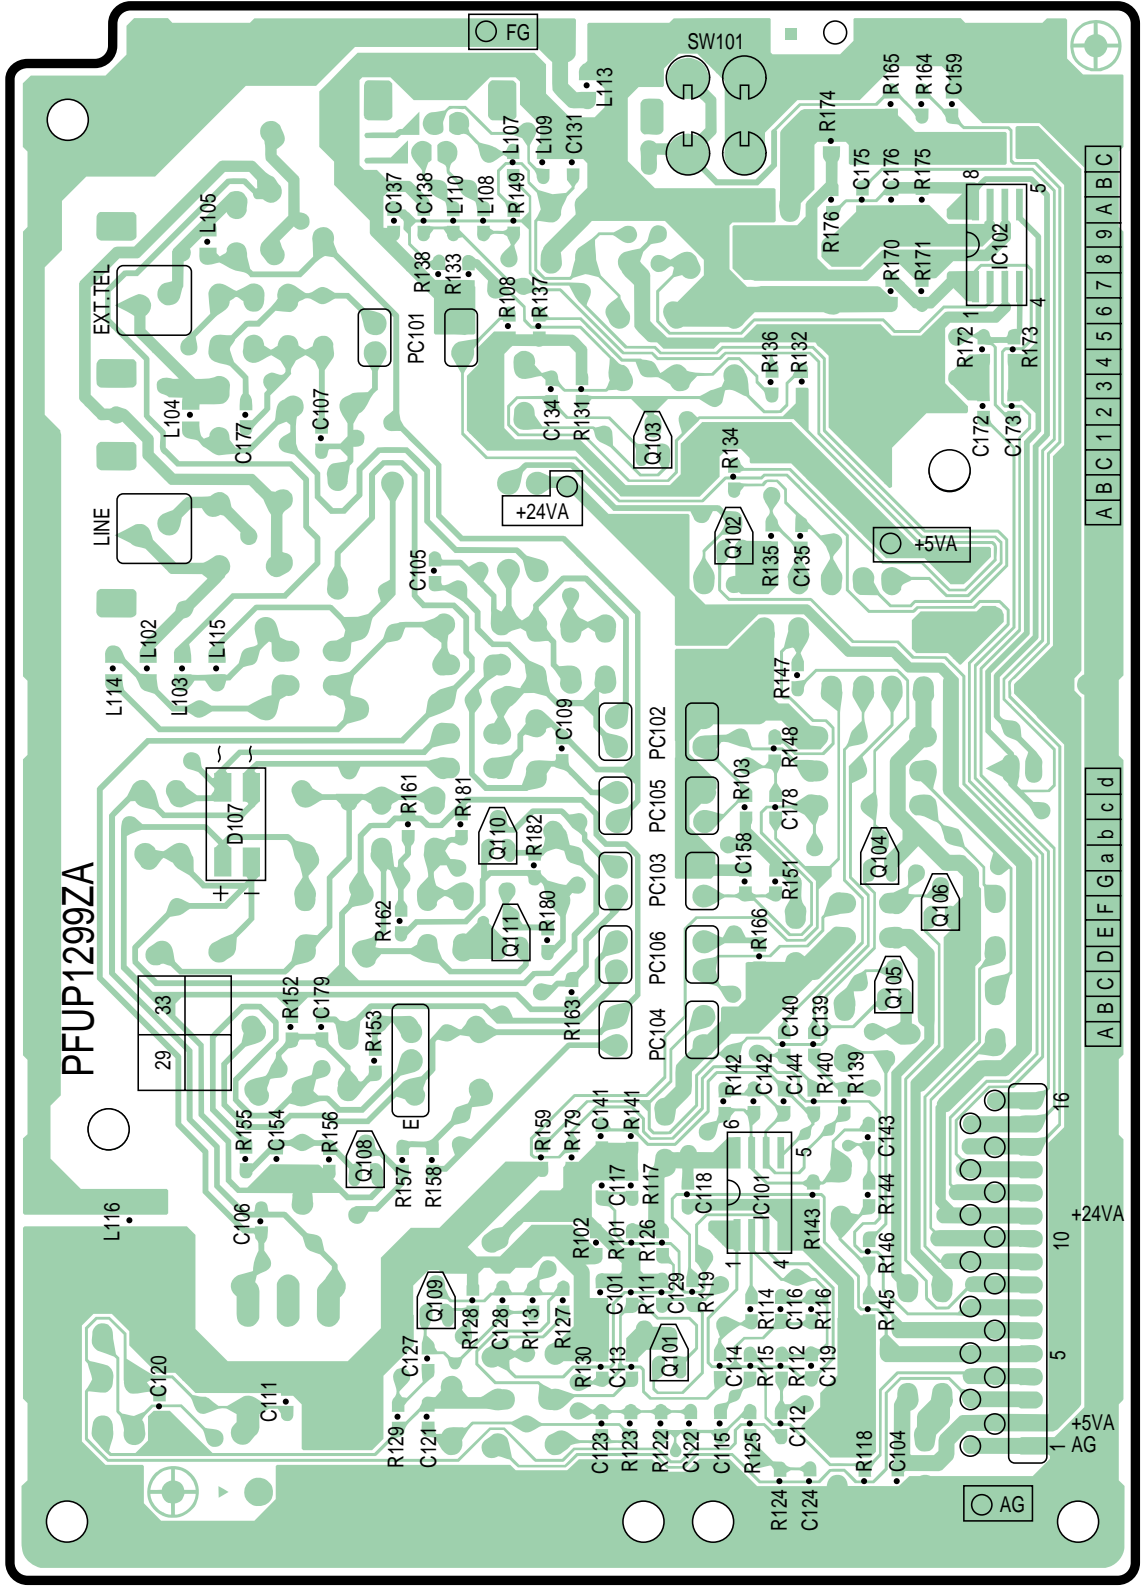 FG
SW101
L113
R165
R164
C159
R174
L107
L109
C131
C137
C138
L110
L108
R149
C175
C176
R175
8
5
R176
IC102
L105
R138
R133
R108
R137
R170
R171
1
4
EXT.TEL
PC101
R172
R173
R136
R132
L104
C177
C107
C134
R131
Q103
C172
C173
R134
LINE
+24VA
Q102
+5VA
C105
R135
C135
A B C 1 2 3 4 5 6 7 8 9 A B C
L114
L102
L103
L115
R147
C109
PC102
R148
~
~
D107
+
−
R161
R181
Q110
R182
PC105
R103
C178
Q104
C158
R151
PC103
R162
Q111
R180
Q106
PC106
R166
Q105
PFUP1299ZA
33
29
R152
C179
R153
R163
PC104
C140
C139
A B C D E F G a b c d
R155
C154
R156
Q108
E
R157
R158
R159
R179
C141
R141
R142
C142
C144
R140
R139
6
5
C143
16
L116
C106
C117
R117
C118
IC101
R143
R144
R102
R101
R126
1
4
R146
+24VA
10
Q109
R128
C128
R113
R127
C101
R111
C129
R119
R114
C116
R116
R145
C127
R130
C113
Q101
C114
R115
R112
C119
5
C120
C111
R129
C121
C123
R123
R122
C122
C115
R125
C112
R118
C104
+5VA
1
AG
R124
C124
AG